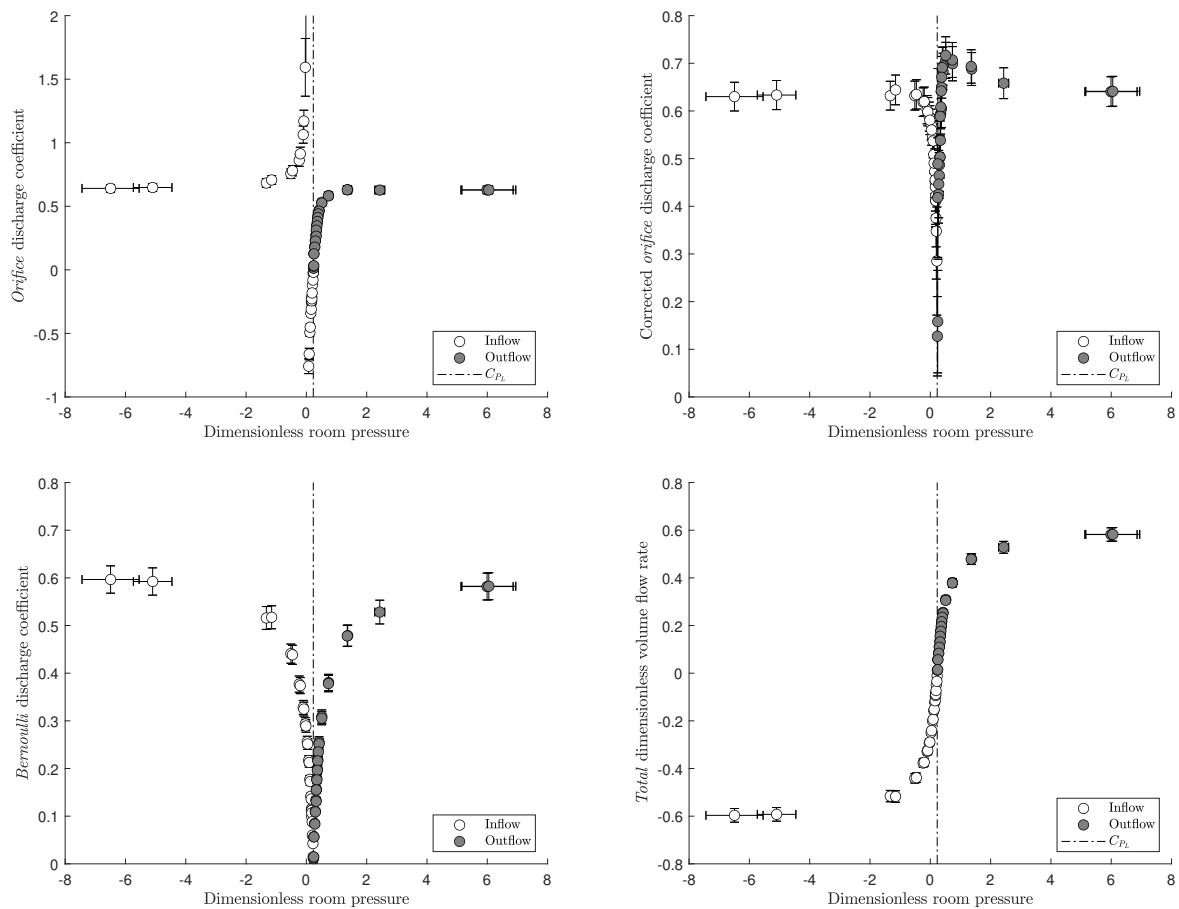 2
1.5
1
0.5
0
-0.5
-1
-8 -6 -4 -2 0 2 4 6 8
Dimensionless room pressure
Orifice discharge coefficient
Inflow
Outflow
C_{P_L}
0.8
0.7
0.6
0.5
0.4
0.3
0.2
0.1
0
-8 -6 -4 -2 0 2 4 6 8
Dimensionless room pressure
Corrected orifice discharge coefficient
Inflow
Outflow
C_{P_L}
0.8
0.7
0.6
0.5
0.4
0.3
0.2
0.1
0
-8 -6 -4 -2 0 2 4 6 8
Dimensionless room pressure
Bernoulli discharge coefficient
Inflow
Outflow
0.8
0.6
0.4
0.2
0
-0.2
-0.4
-0.6
-0.8
-8 -6 -4 -2 0 2 4 6 8
Dimensionless room pressure
Total dimensionless volume flow rate
Inflow
Outflow
C_{P_L}